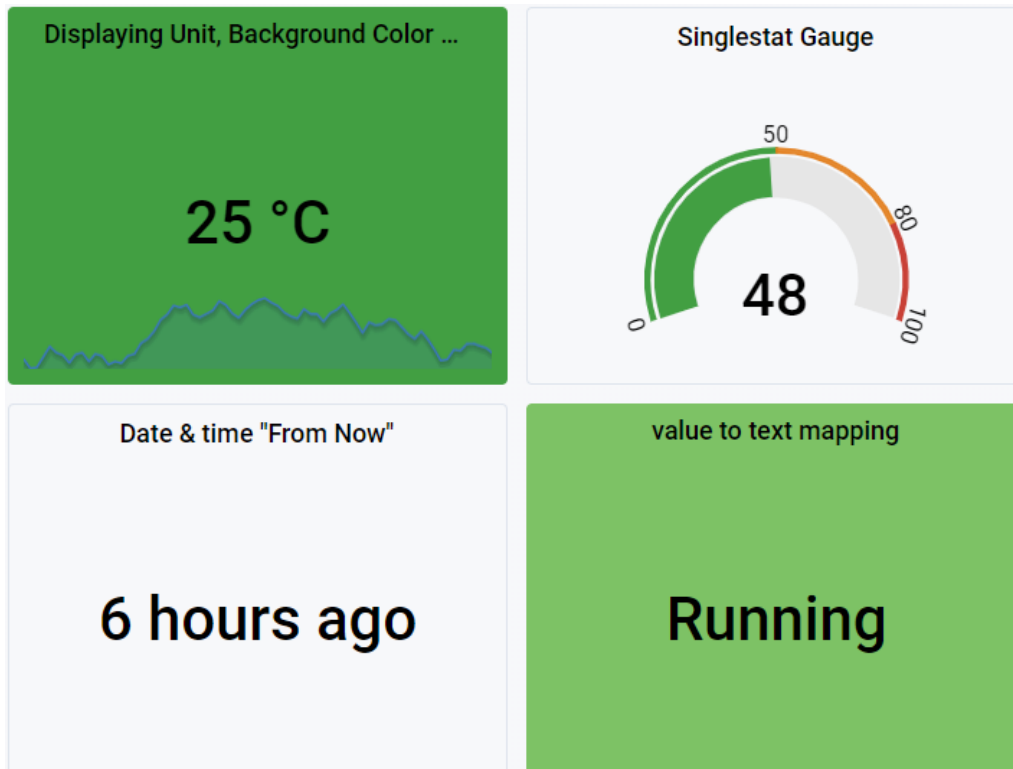 Displaying Unit, Background Color ...
25 °C
Singlestat Gauge
0
50
80
100
48
Date & time "From Now"
6 hours ago
value to text mapping
Running